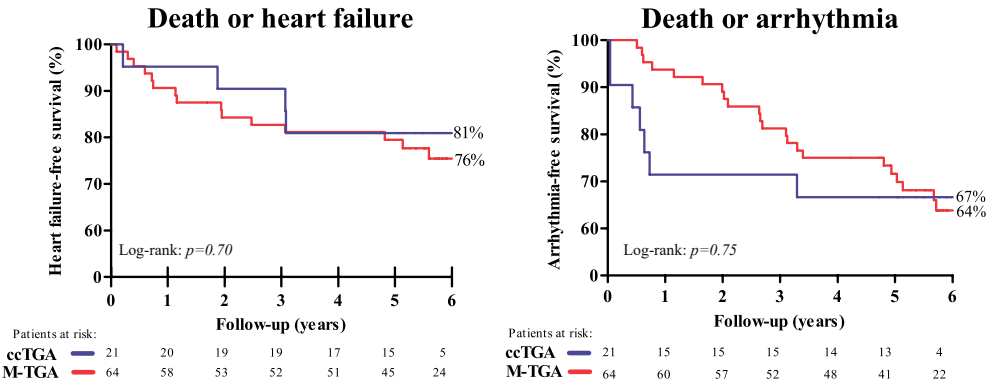 Death or heart failure
Heart failure-free survival (%)
100
90
80
70
60
0
81%
76%
Log-rank: p=0.70
0 1 2 3 4 5 6
Follow-up (years)
Patients at risk:
ccTGA 21 20 19 19 17 15 5
M-TGA 64 58 53 52 51 45 24
Death or arrhythmia
Arrhythmia-free survival (%)
100
90
80
70
60
0
67%
64%
Log-rank: p=0.75
0 1 2 3 4 5 6
Follow-up (years)
Patients at risk:
ccTGA 21 15 15 15 14 13 4
M-TGA 64 60 57 52 48 41 22